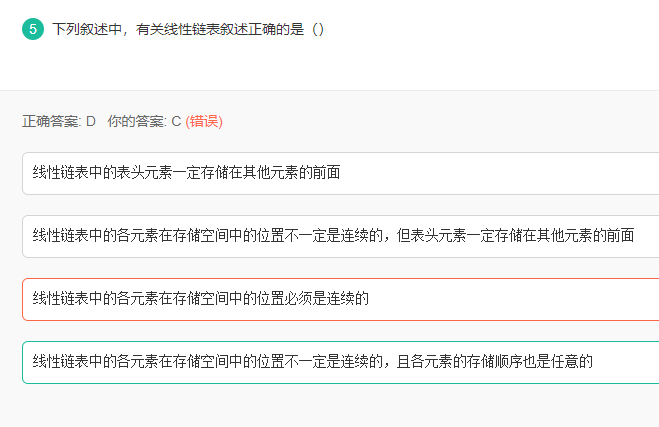 5 下列叙述中，有关线性链表叙述正确的是（）
正确答案: D 你的答案: C (错误)
线性链表中的表头元素一定存储在其他元素的前面
线性链表中的各元素在存储空间中的位置不一定是连续的，但表头元素一定存储在其他元素的前面
线性链表中的各元素在存储空间中的位置必须是连续的
线性链表中的各元素在存储空间中的位置不一定是连续的，且各元素的存储顺序也是任意的